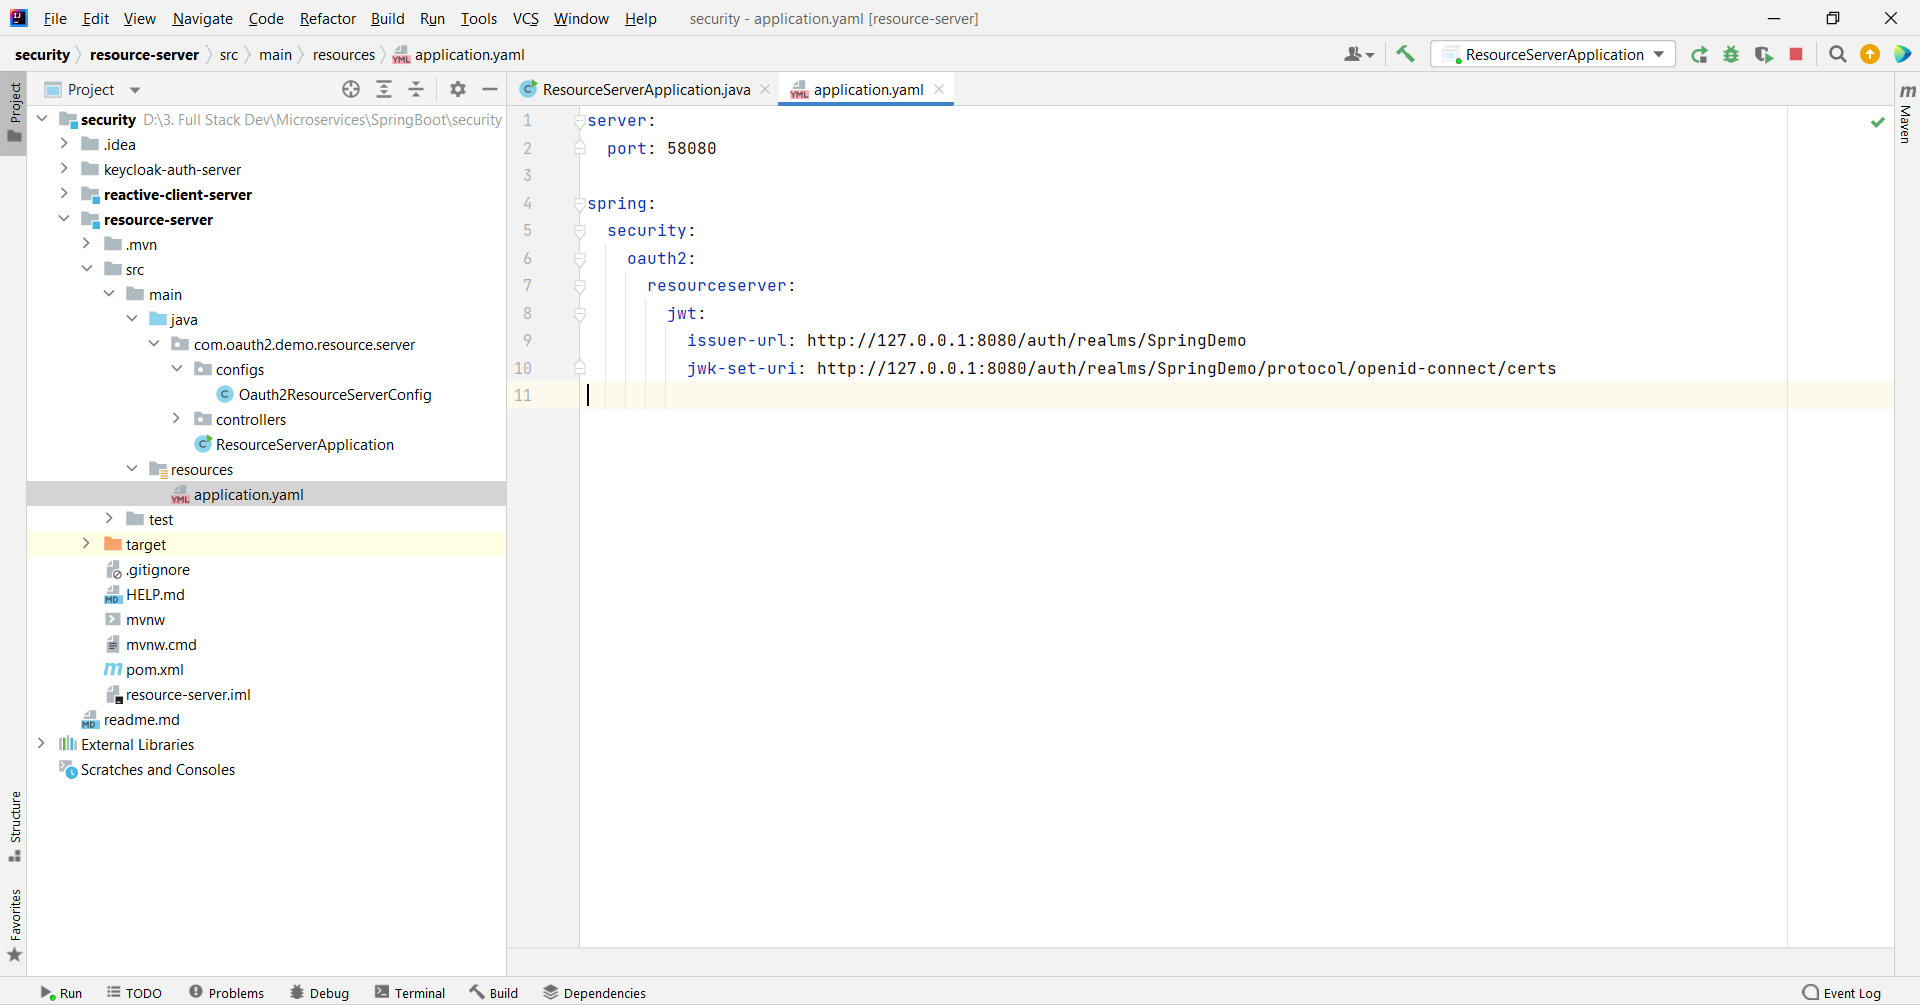 File Edit View Navigate Code Refactor Build Run Tools VCS Window Help security - application.yaml [resource-server]
security resource-server src main resources application.yaml ResourceServerApplication
Project
Project
ResourceServerApplication.java application.yaml
Maven
security D:\3. Full Stack Dev\Microservices\SpringBoot\security
.idea
keycloak-auth-server
reactive-client-server
resource-server
.mvn
src
main
java
com.oauth2.demo.resource.server
configs
Oauth2ResourceServerConfig
controllers
ResourceServerApplication
resources
application.yaml
test
target
.gitignore
HELP.md
mvnw
mvnw.cmd
pom.xml
resource-server.iml
readme.md
External Libraries
Scratches and Consoles
1 server:
2 port: 58080
3
4 spring:
5 security:
6 oauth2:
7 resourceserver:
8 jwt:
9 issuer-url: http://127.0.0.1:8080/auth/realms/SpringDemo
10 jwk-set-uri: http://127.0.0.1:8080/auth/realms/SpringDemo/protocol/openid-connect/certs
11
Structure
Favorites
Run TODO Problems Debug Terminal Build Dependencies Event Log